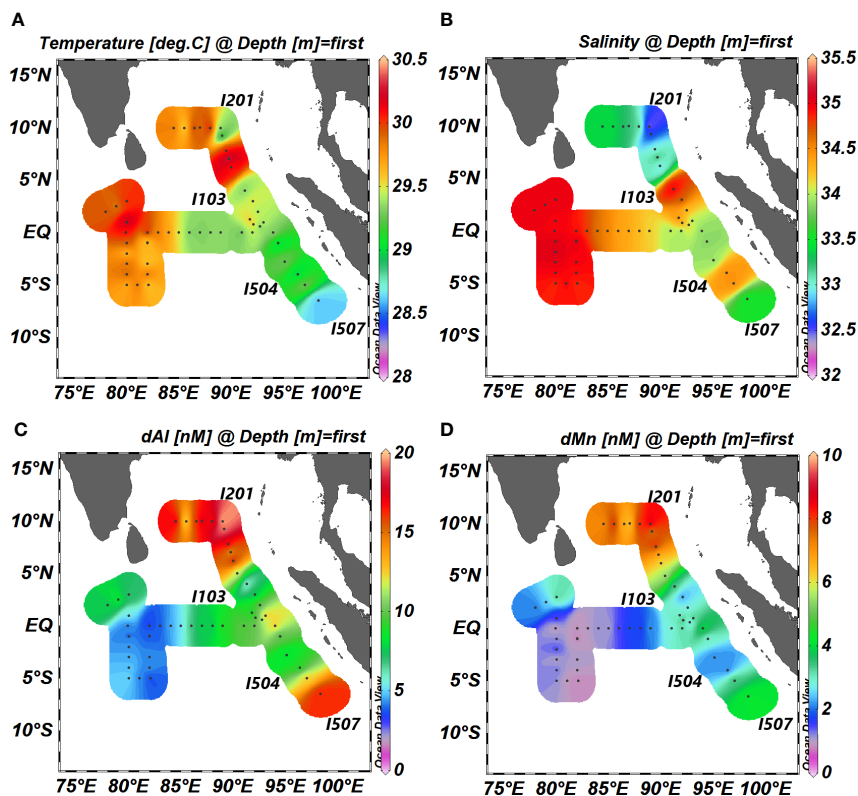 A
Temperature [deg.C] @ Depth [m]=first
15°N
10°N
5°N
EQ
5°S
10°S
75°E 80°E 85°E 90°E 95°E 100°E
I201
I103
I504
I507
30.5
30
29.5
29
28.5
28
Ocean Data View
B
Salinity @ Depth [m]=first
15°N
10°N
5°N
EQ
5°S
10°S
75°E 80°E 85°E 90°E 95°E 100°E
I201
I103
I504
I507
35.5
35
34.5
34
33.5
33
32.5
32
Ocean Data View
C
dAl [nM] @ Depth [m]=first
15°N
10°N
5°N
EQ
5°S
10°S
75°E 80°E 85°E 90°E 95°E 100°E
I201
I103
I504
I507
20
15
10
5
0
Ocean Data View
D
dMn [nM] @ Depth [m]=first
15°N
10°N
5°N
EQ
5°S
10°S
75°E 80°E 85°E 90°E 95°E 100°E
I201
I103
I504
I507
10
8
6
4
2
0
Ocean Data View